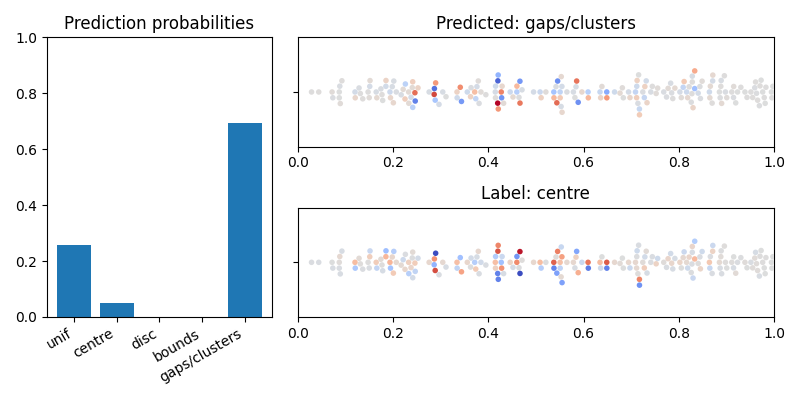 Prediction probabilities
1.0
0.8
0.6
0.4
0.2
0.0
unif
centre
disc
bounds
gaps/clusters
Predicted: gaps/clusters
0.0 0.2 0.4 0.6 0.8 1.0
Label: centre
0.0 0.2 0.4 0.6 0.8 1.0